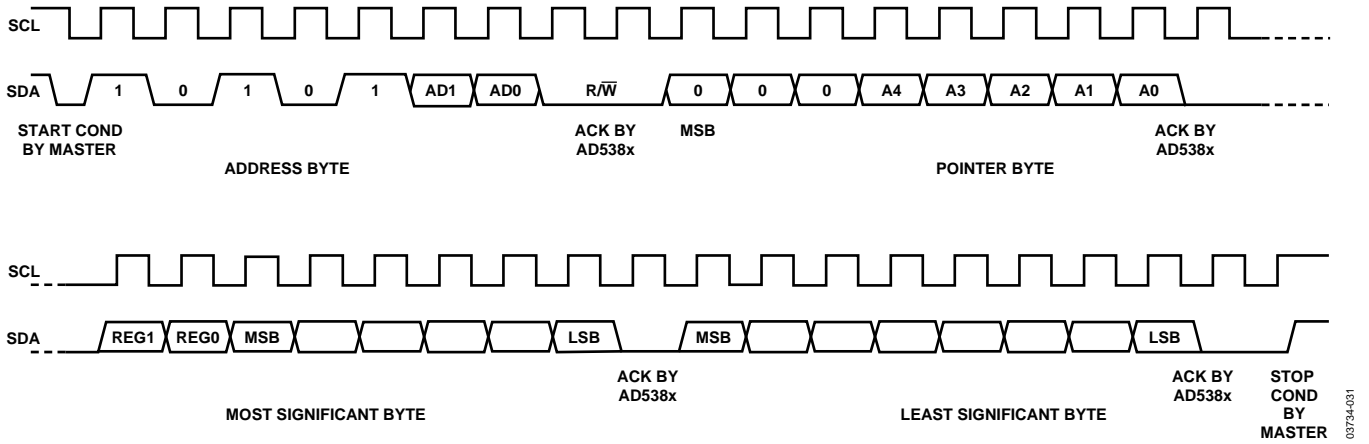 SCL
SDA 1 0 1 0 1 AD1 AD0 R/W̅ 0 0 0 A4 A3 A2 A1 A0
START COND
BY MASTER
ACK BY
AD538x
MSB
ACK BY
AD538x
ADDRESS BYTE
POINTER BYTE
SCL
SDA REG1 REG0 MSB LSB MSB LSB
ACK BY
AD538x
ACK BY
AD538x
STOP
COND
BY
MASTER
MOST SIGNIFICANT BYTE
LEAST SIGNIFICANT BYTE
03734-031